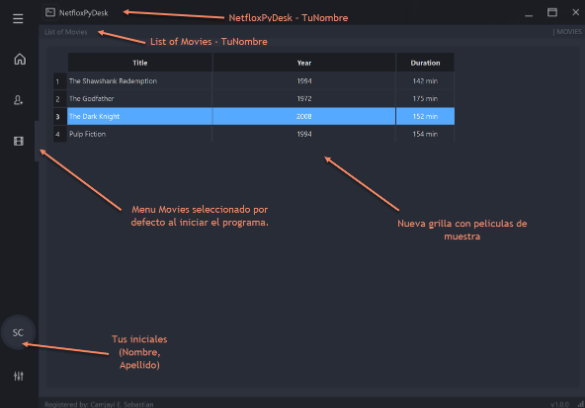 NetfloxPyDesk
NetfloxPyDesk - TuNombre
List of Movies
List of Movies - TuNombre
| MOVIES
Title Year Duration
1 The Shawshank Redemption 1994 142 min
2 The Godfather 1972 175 min
3 The Dark Knight 2008 152 min
4 Pulp Fiction 1994 154 min
Menu Movies seleccionado por
defecto al iniciar el programa.
Nueva grilla con peliculas de
muestra
SC
Tus iniciales
(Nombre,
Apellido)
Registered by: Camjayi E. Sebastian
v1.0.0